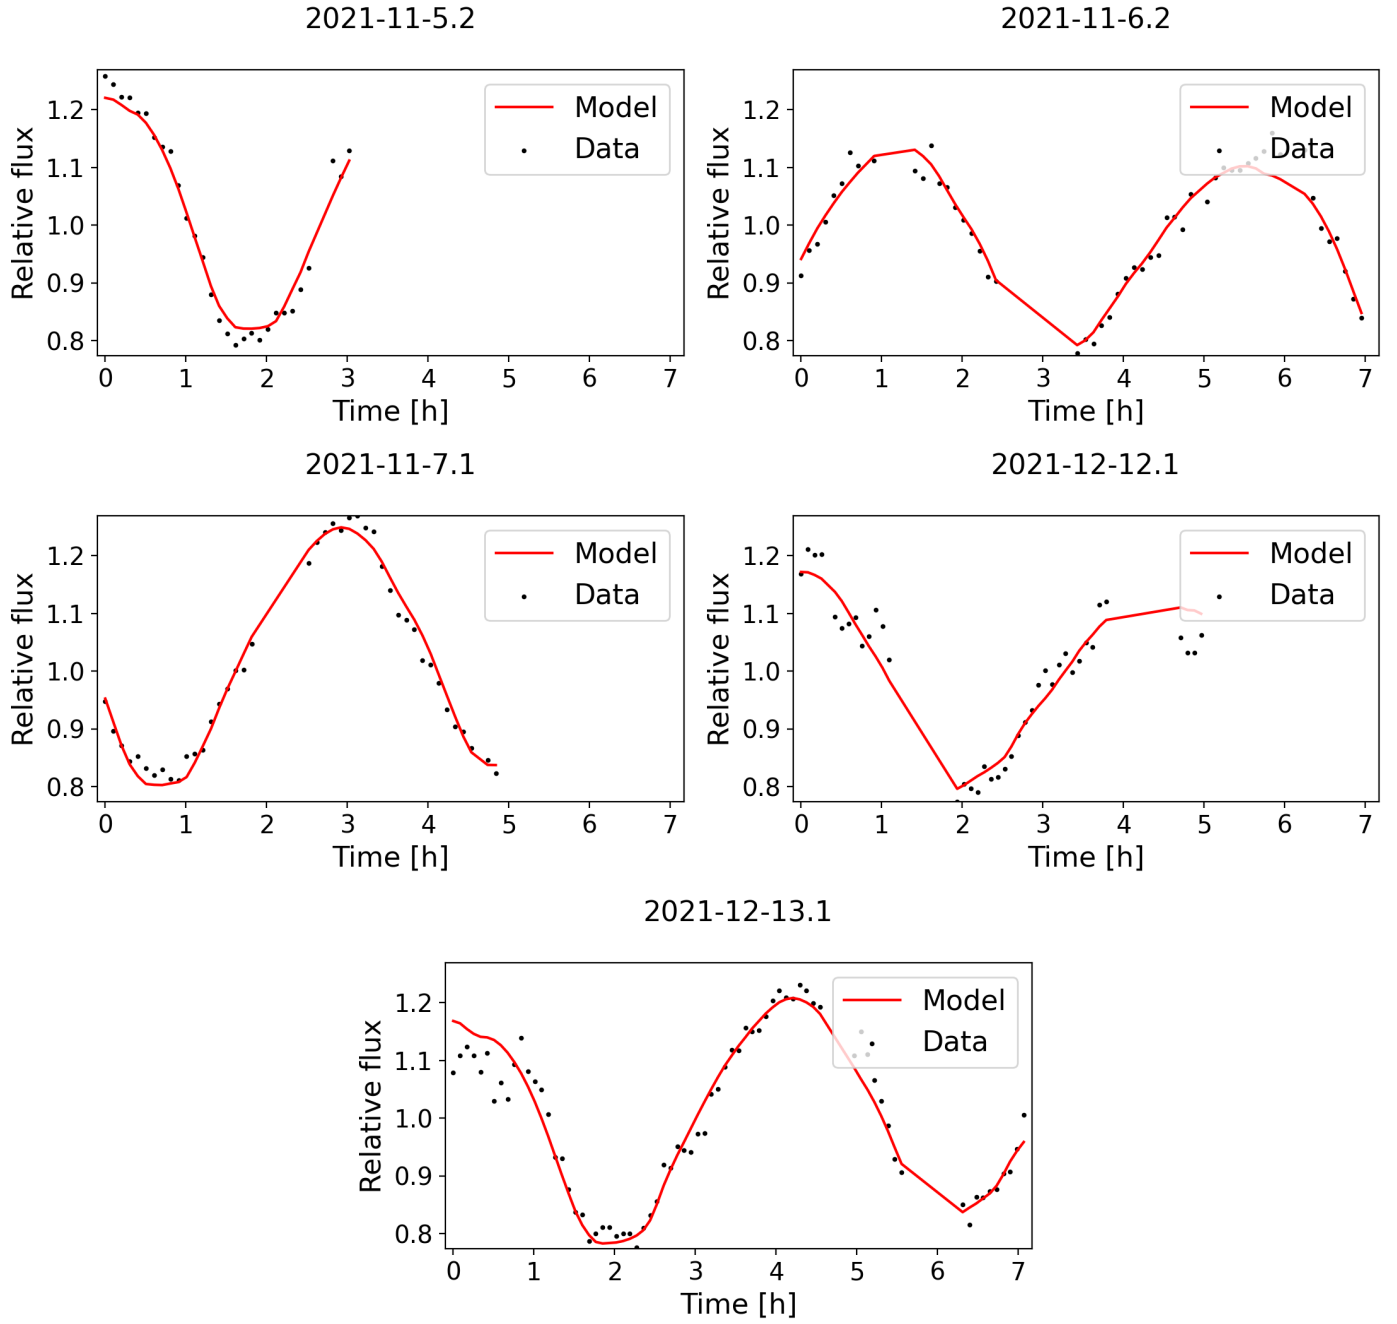 2021-11-5.2
Relative flux
1.2
1.1
1.0
0.9
0.8
Model
Data
0 1 2 3 4 5 6 7
Time [h]
2021-11-6.2
Relative flux
1.2
1.1
1.0
0.9
0.8
Model
Data
0 1 2 3 4 5 6 7
Time [h]
2021-11-7.1
Relative flux
1.2
1.1
1.0
0.9
0.8
Model
Data
0 1 2 3 4 5 6 7
Time [h]
2021-12-12.1
Relative flux
1.2
1.1
1.0
0.9
0.8
Model
Data
0 1 2 3 4 5 6 7
Time [h]
2021-12-13.1
Relative flux
1.2
1.1
1.0
0.9
0.8
Model
Data
0 1 2 3 4 5 6 7
Time [h]